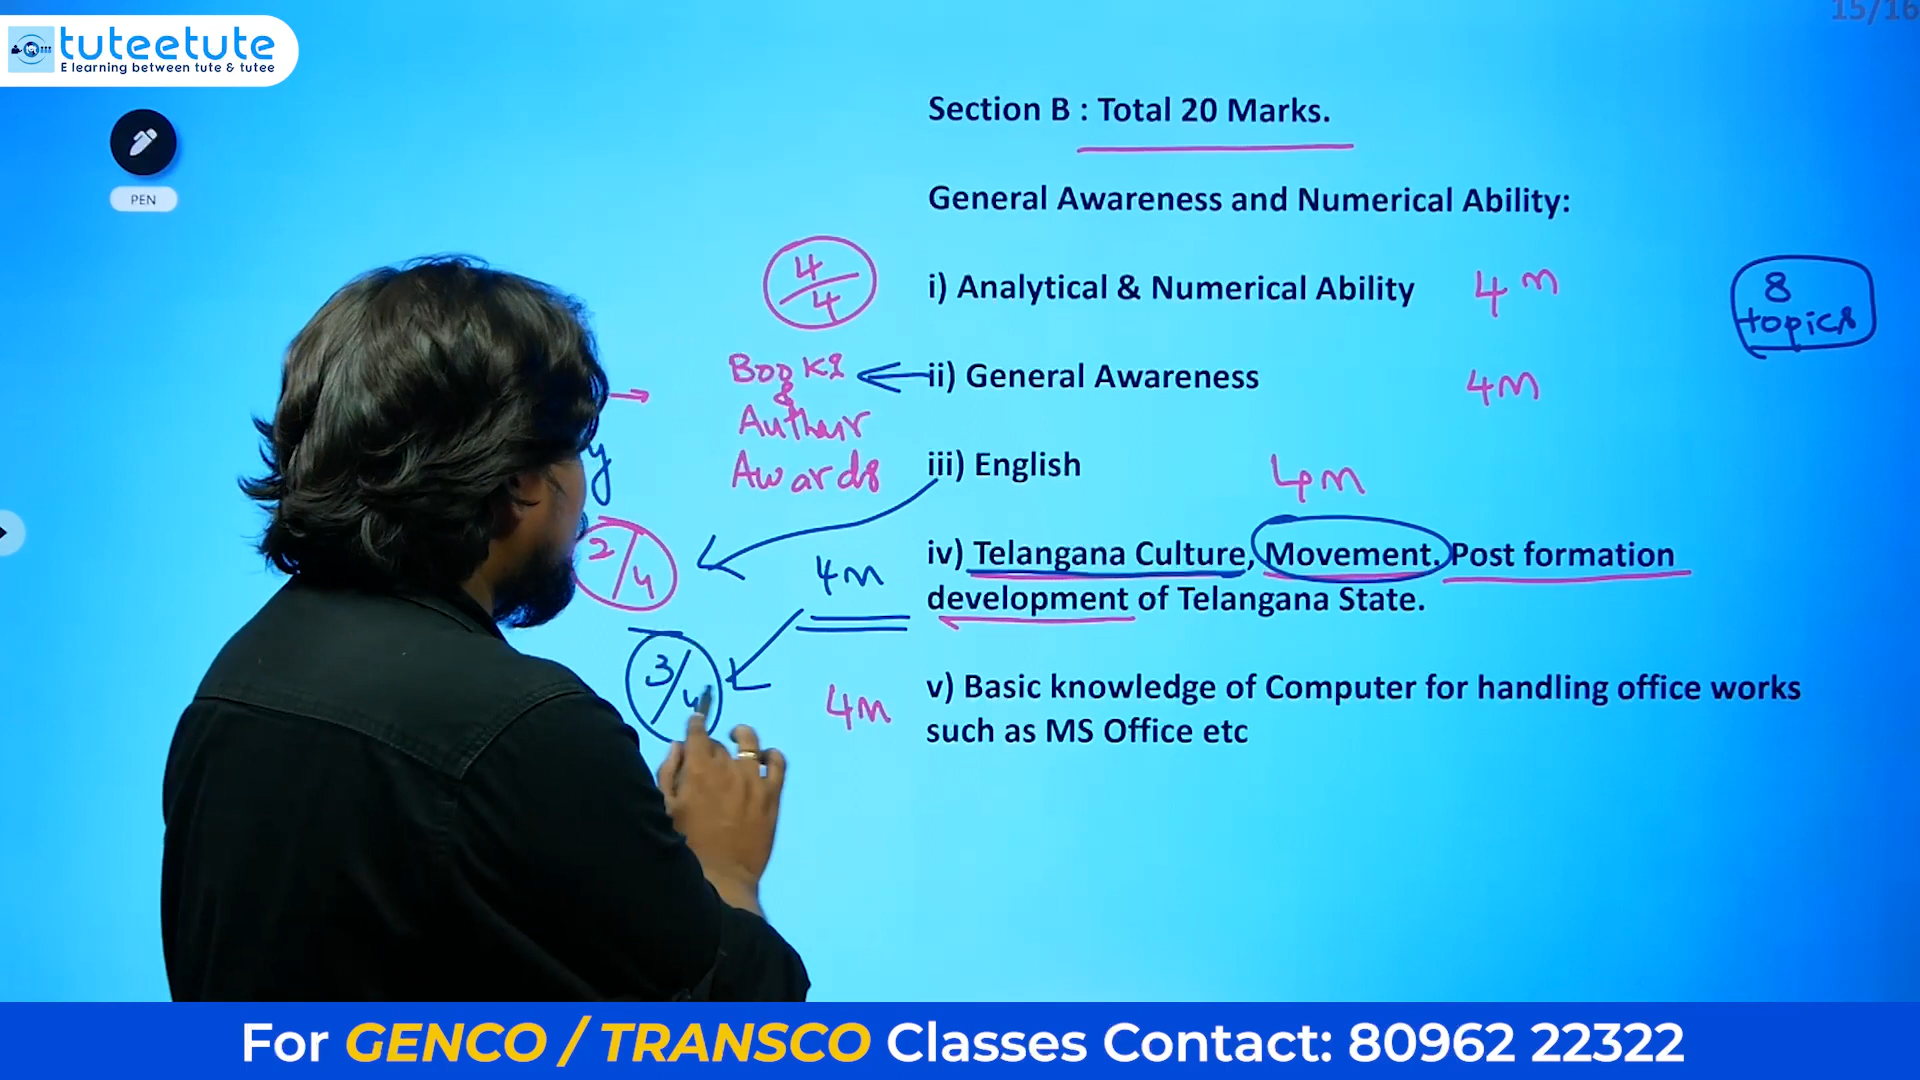 15/16
tuteetute
E learning between tute & tutee
PEN
Section B : Total 20 Marks.
General Awareness and Numerical Ability:
4/4
i) Analytical & Numerical Ability 4 m
8
topics
Books
&
Author
Awards
ii) General Awareness 4M
y
iii) English 4m
2/4
4m
iv) Telangana Culture, Movement. Post formation
development of Telangana State.
3/4
4m
v) Basic knowledge of Computer for handling office works
such as MS Office etc
For GENCO / TRANSCO Classes Contact: 80962 22322